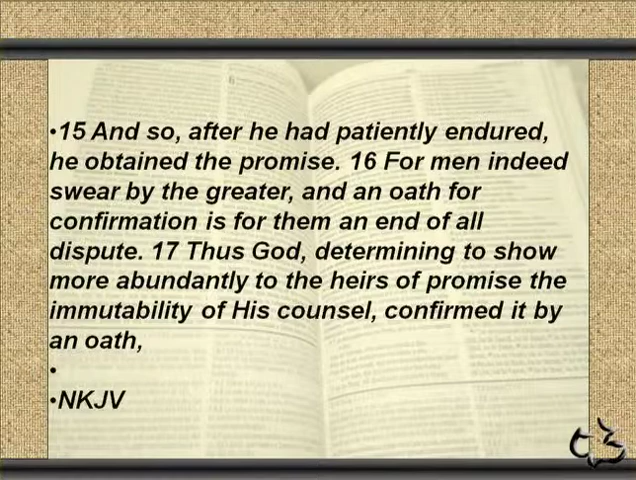 •15 And so, after he had patiently endured,
he obtained the promise. 16 For men indeed
swear by the greater, and an oath for
confirmation is for them an end of all
dispute. 17 Thus God, determining to show
more abundantly to the heirs of promise the
immutability of His counsel, confirmed it by
an oath,
•
•NKJV